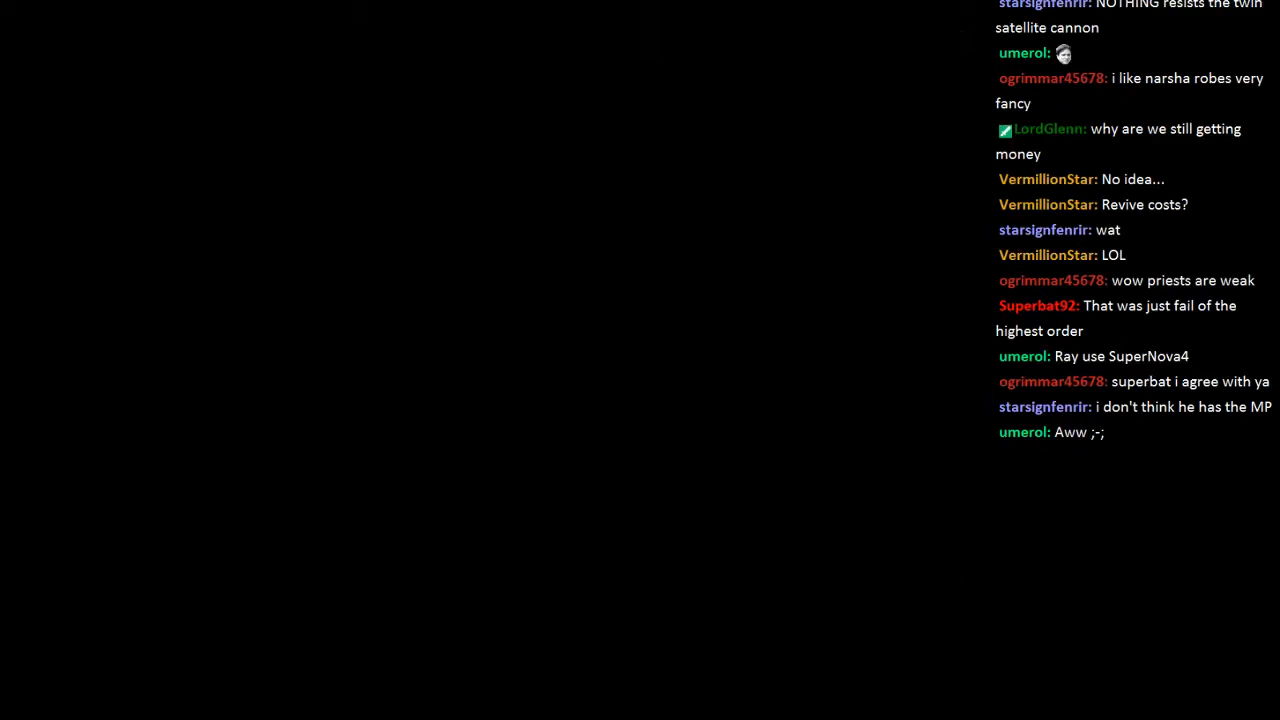 starsignfenrir: NOTHING resists the twin
satellite cannon
umerol:
ogrimmar45678: i like narsha robes very
fancy
LordGlenn: why are we still getting
money
VermillionStar: No idea...
VermillionStar: Revive costs?
starsignfenrir: wat
VermillionStar: LOL
ogrimmar45678: wow priests are weak
Superbat92: That was just fail of the
highest order
umerol: Ray use SuperNova4
ogrimmar45678: superbat i agree with ya
starsignfenrir: i don't think he has the MP
umerol: Aww ;-;